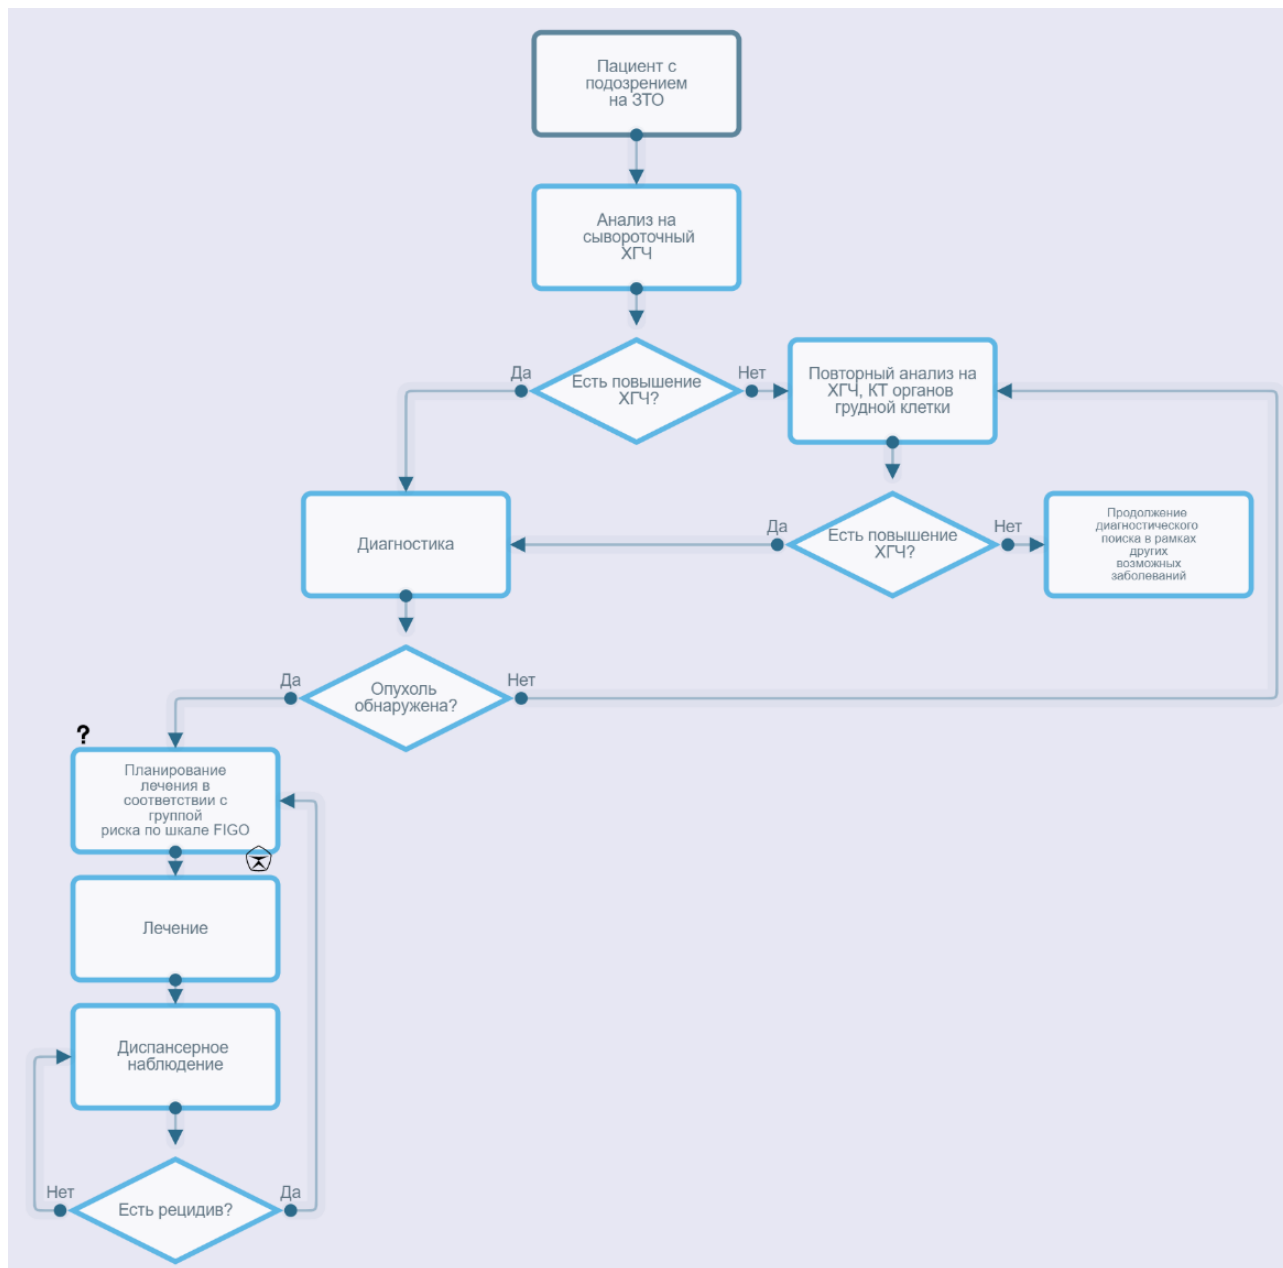 Пациент с
подозрением
на ЗТО
Анализ на
сывороточный
ХГЧ
Да
Есть повышение
ХГЧ?
Нет
Повторный анализ на
ХГЧ, КТ органов
грудной клетки
Диагностика
Да
Есть повышение
ХГЧ?
Нет
Продолжение
диагностического
поиска в рамках
других
возможных
заболеваний
Да
Опухоль
обнаружена?
Нет
?
Планирование
лечения в
соответствии с
группой
риска по шкале FIGO
Лечение
Диспансерное
наблюдение
Нет
Есть рецидив?
Да